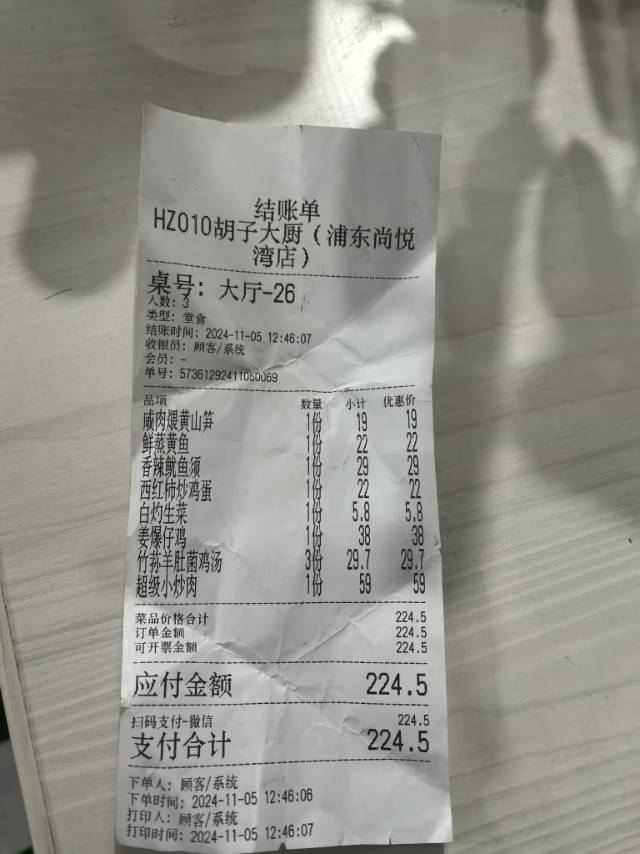 结账单
HZ010胡子大厨（浦东尚悦
湾店）
桌号：大厅-26
人数：3
类型：堂食
结账时间：2024-11-05 12:46:07
收银员：顾客/系统
会员：-
单号：57361292411050069
品项 数量 小计 优惠价
咸肉煨黄山笋 1份 19 19
鲜蒸黄鱼 1份 22 22
香辣鱿鱼须 1份 29 29
西红柿炒鸡蛋 1份 22 22
白灼生菜 1份 5.8 5.8
姜爆仔鸡 1份 38 38
竹荪羊肚菌鸡汤 3份 29.7 29.7
超级小炒肉 1份 59 59
菜品价格合计 224.5
订单金额 224.5
可开票金额 224.5
应付金额 224.5
扫码支付-微信 224.5
支付合计 224.5
下单人：顾客/系统
下单时间：2024-11-05 12:46:06
打印人：顾客/系统
打印时间：2024-11-05 12:46:07